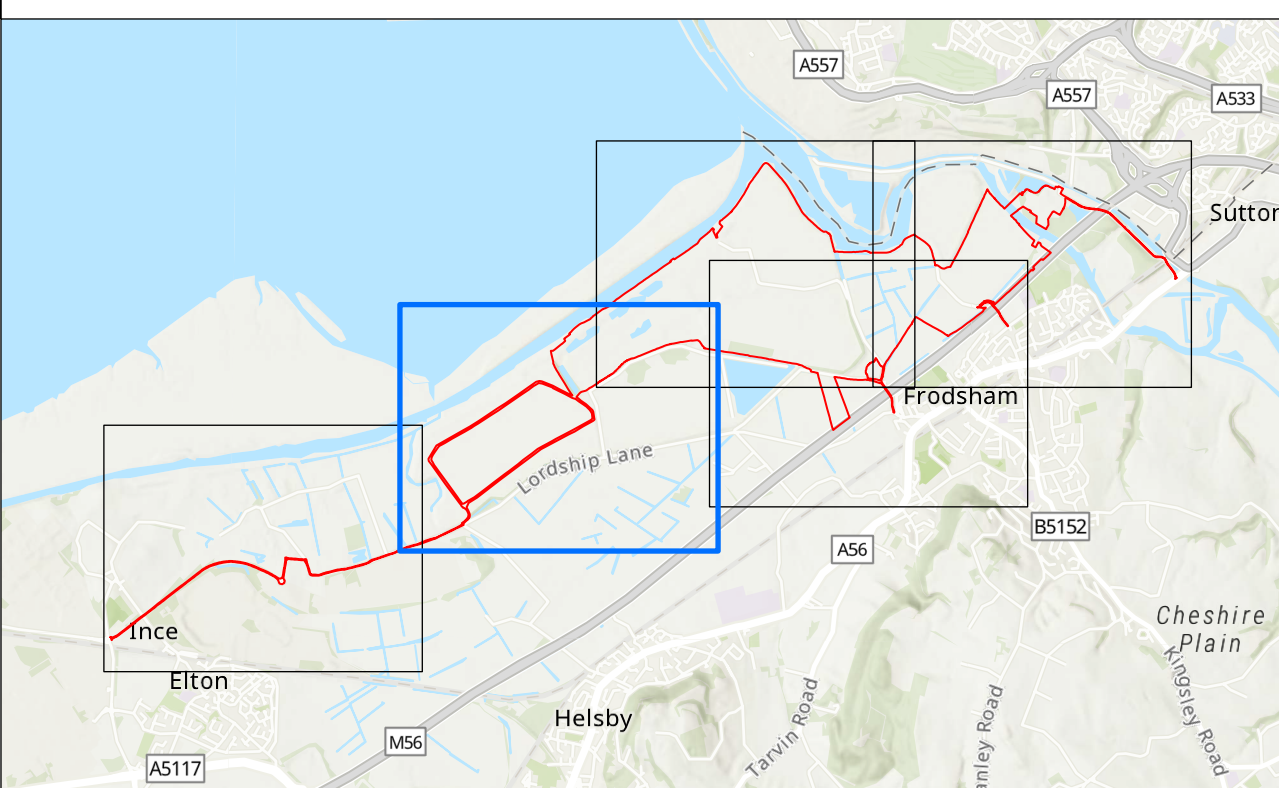 A557
A557
A533
Sutton
Frodsham
Lordship Lane
B5152
A56
Cheshire
Plain
Ince
Elton
Helsby
Tarvin Road
Kingsley Road
M56
A5117
anley Road